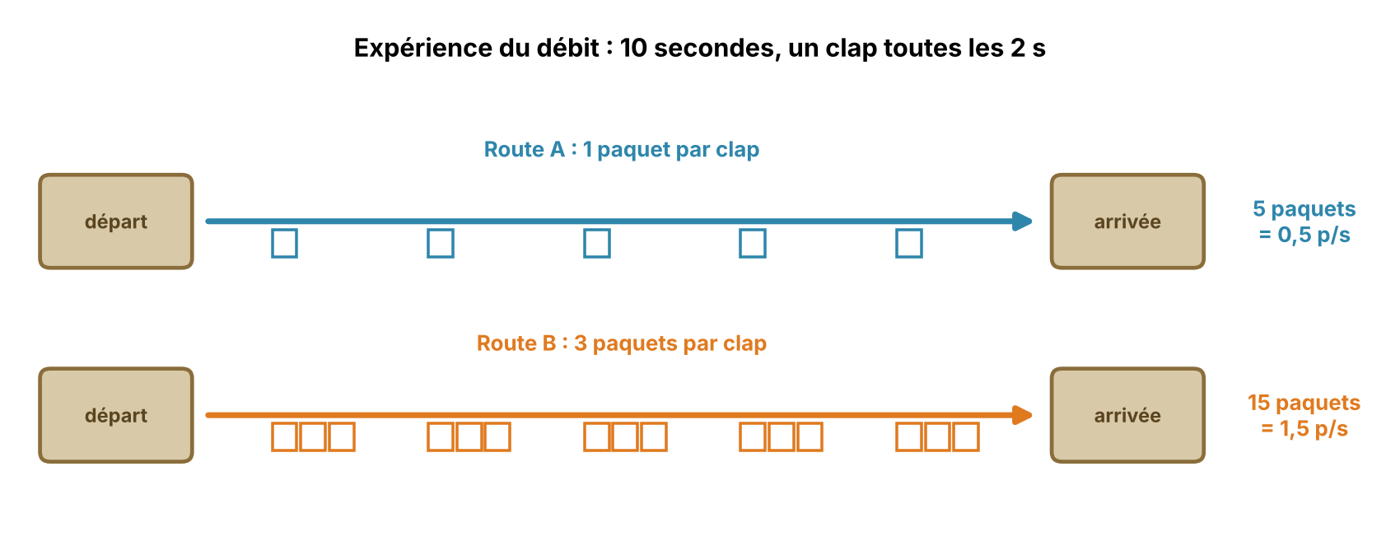 Expérience du débit : 10 secondes, un clap toutes les 2 s
Route A : 1 paquet par clap
départ
arrivée
5 paquets
= 0,5 p/s
Route B : 3 paquets par clap
départ
arrivée
15 paquets
= 1,5 p/s